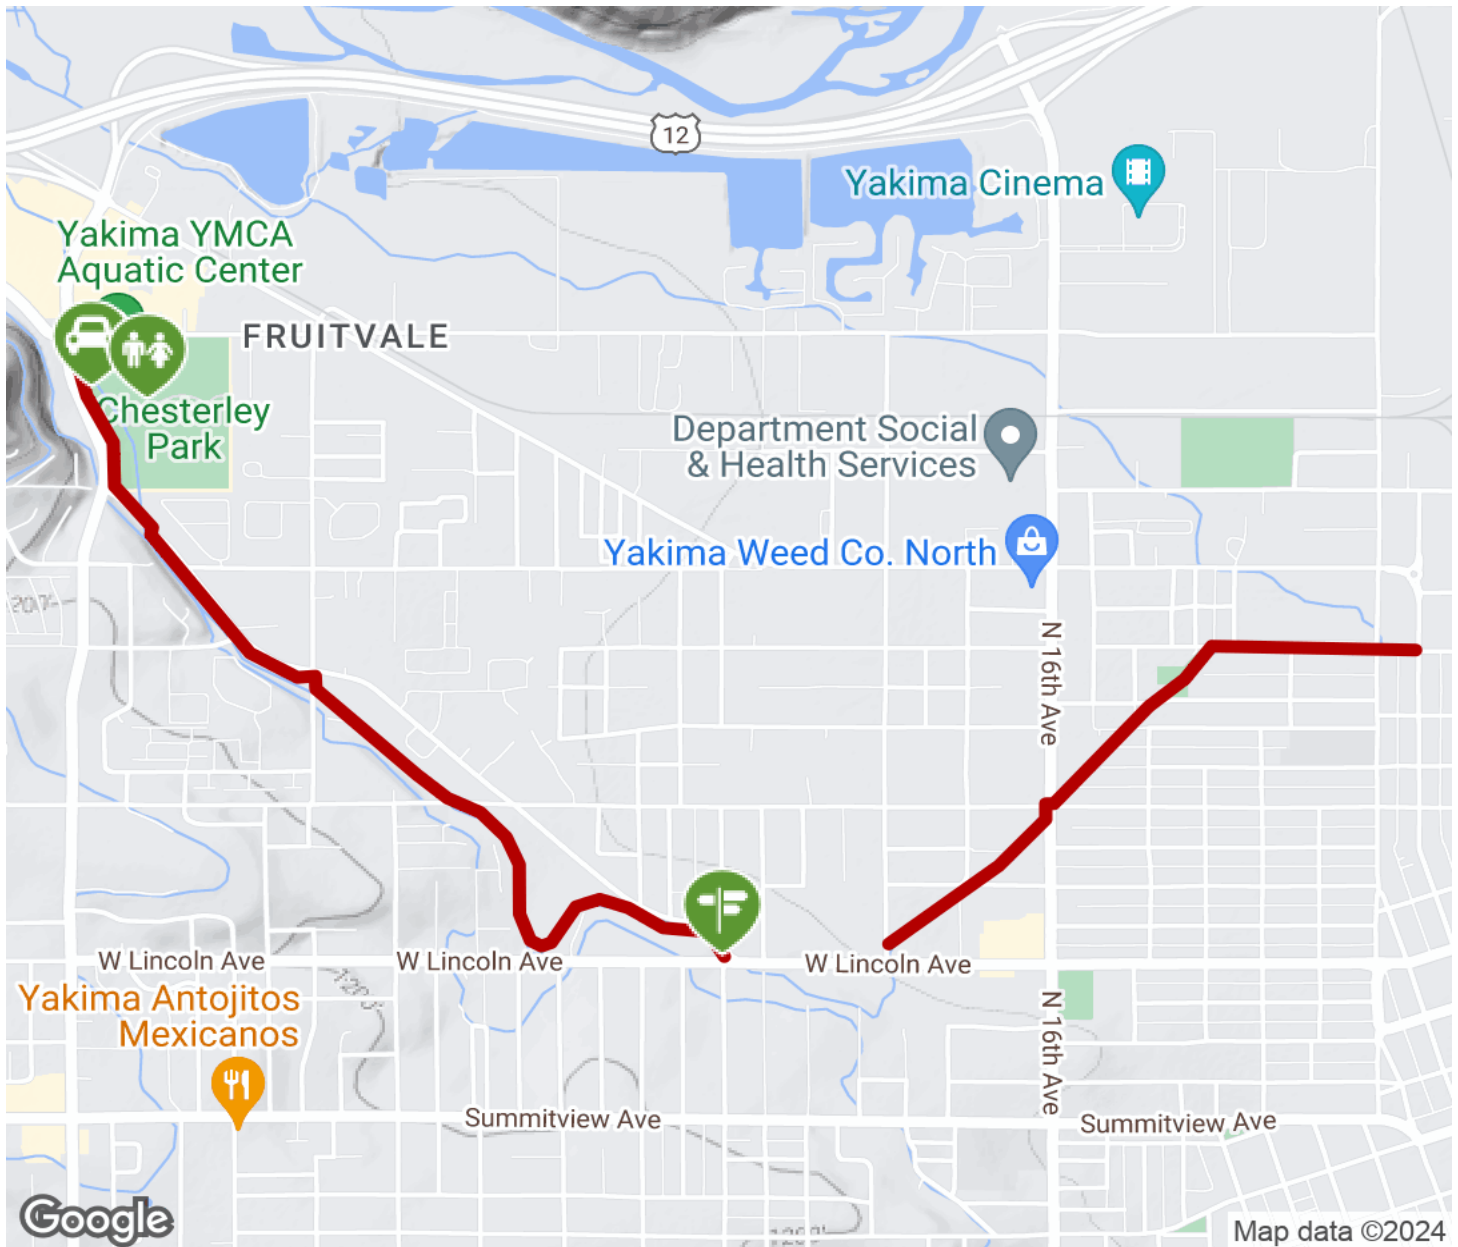 12
Yakima Cinema
Yakima YMCA
Aquatic Center
FRUITVALE
Chesterley
Park
Department Social
& Health Services
Yakima Weed Co. North
N 16th Ave
W Lincoln Ave
W Lincoln Ave
W Lincoln Ave
Yakima Antojitos
Mexicanos
N 16th Ave
Summitview Ave
Summitview Ave
Google
Map data ©2024